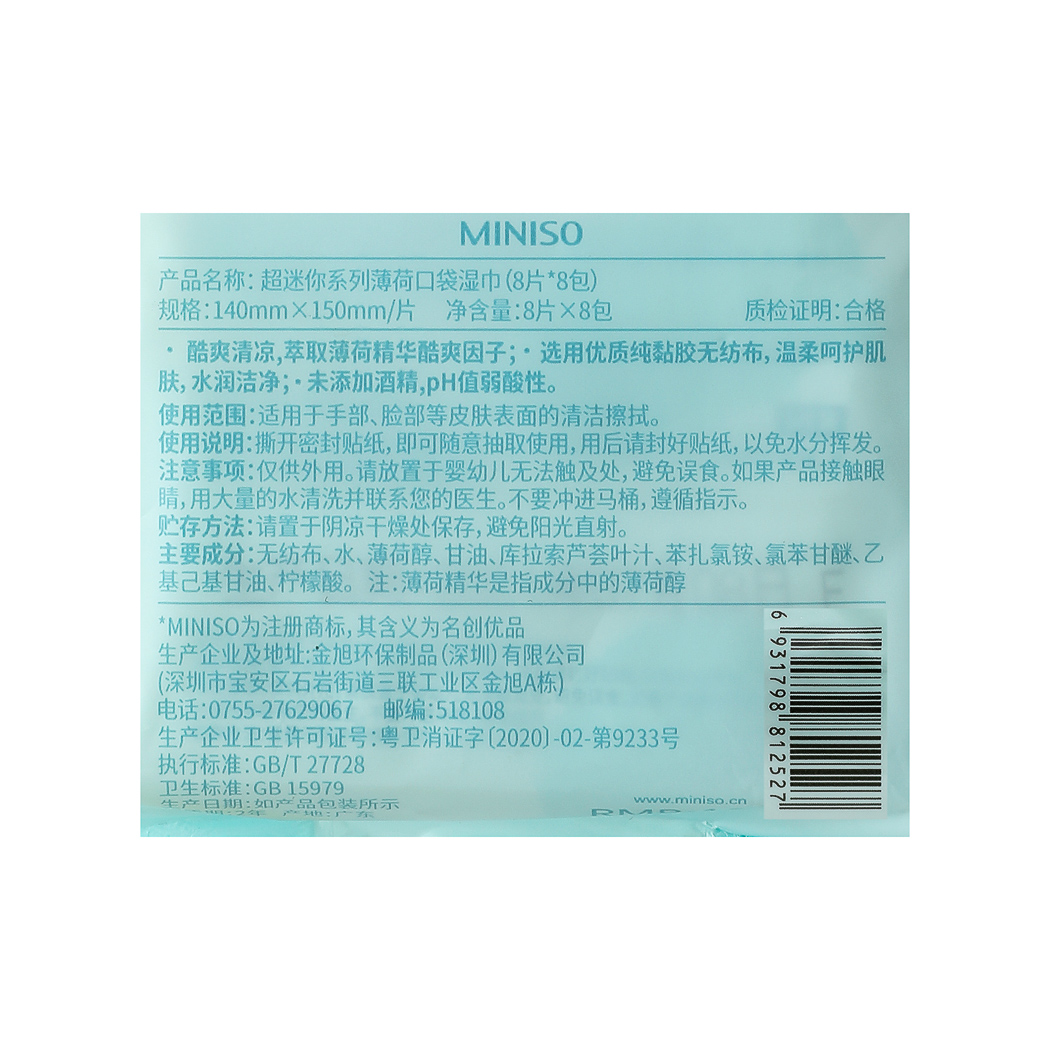 MINISO
产品名称：超迷你系列薄荷口袋湿巾(8片*8包)
规格：140mm×150mm/片 净含量：8片×8包 质检证明：合格
· 酷爽清凉,萃取薄荷精华酷爽因子；· 选用优质纯黏胶无纺布，温柔呵护肌
肤，水润洁净；· 未添加酒精,pH值弱酸性。
使用范围：适用于手部、脸部等皮肤表面的清洁擦拭。
使用说明：撕开密封贴纸，即可随意抽取使用，用后请封好贴纸，以免水分挥发。
注意事项：仅供外用。请放置于婴幼儿无法触及处，避免误食。如果产品接触眼
睛，用大量的水清洗并联系您的医生。不要冲进马桶，遵循指示。
贮存方法：请置于阴凉干燥处保存，避免阳光直射。
主要成分：无纺布、水、薄荷醇、甘油、库拉索芦荟叶汁、苯扎氯铵、氯苯甘醚、乙
基己基甘油、柠檬酸。 注：薄荷精华是指成分中的薄荷醇
*MINISO为注册商标，其含义为名创优品
生产企业及地址:金旭环保制品（深圳）有限公司
(深圳市宝安区石岩街道三联工业区金旭A栋)
电话：0755-27629067 邮编：518108
生产企业卫生许可证号：粤卫消证字〔2020〕-02-第9233号
执行标准：GB/T 27728
卫生标准：GB 15979
生产日期：如产品包装所示
www.miniso.cn
6 931798 812527